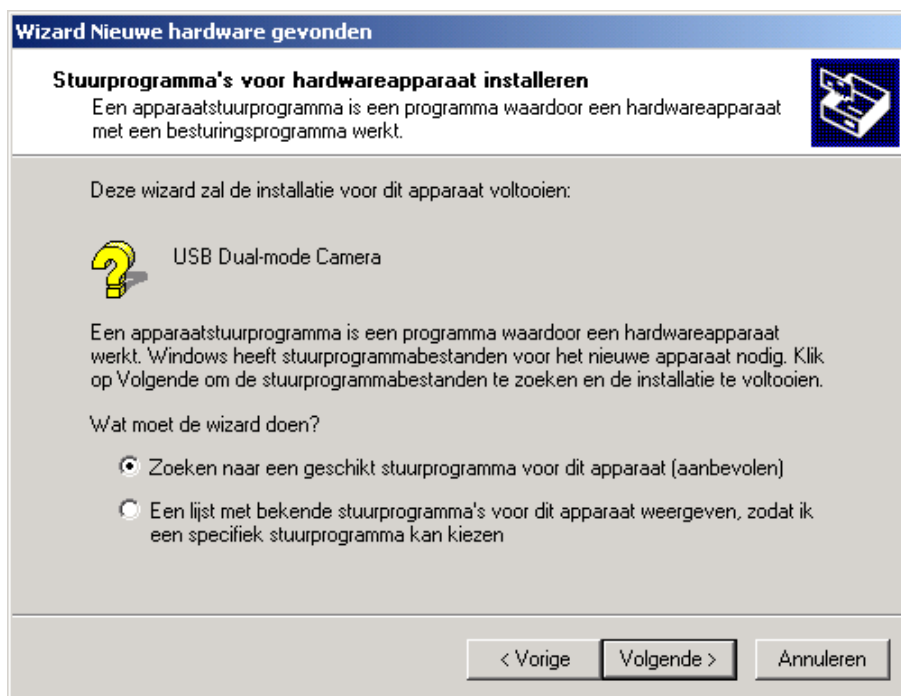 Wizard Nieuwe hardware gevonden
Stuurprogramma's voor hardwareapparaat installeren
Een apparaatstuurprogramma is een programma waardoor een hardwareapparaat
met een besturingsprogramma werkt.
Deze wizard zal de installatie voor dit apparaat voltooien:
USB Dual-mode Camera
Een apparaatstuurprogramma is een programma waardoor een hardwareapparaat
werkt. Windows heeft stuurprogrammabestanden voor het nieuwe apparaat nodig. Klik
op Volgende om de stuurprogrammabestanden te zoeken en de installatie te voltooien.
Wat moet de wizard doen?
Zoeken naar een geschikt stuurprogramma voor dit apparaat (aanbevolen)
Een lijst met bekende stuurprogramma's voor dit apparaat weergeven, zodat ik
een specifiek stuurprogramma kan kiezen
< Vorige Volgende > Annuleren